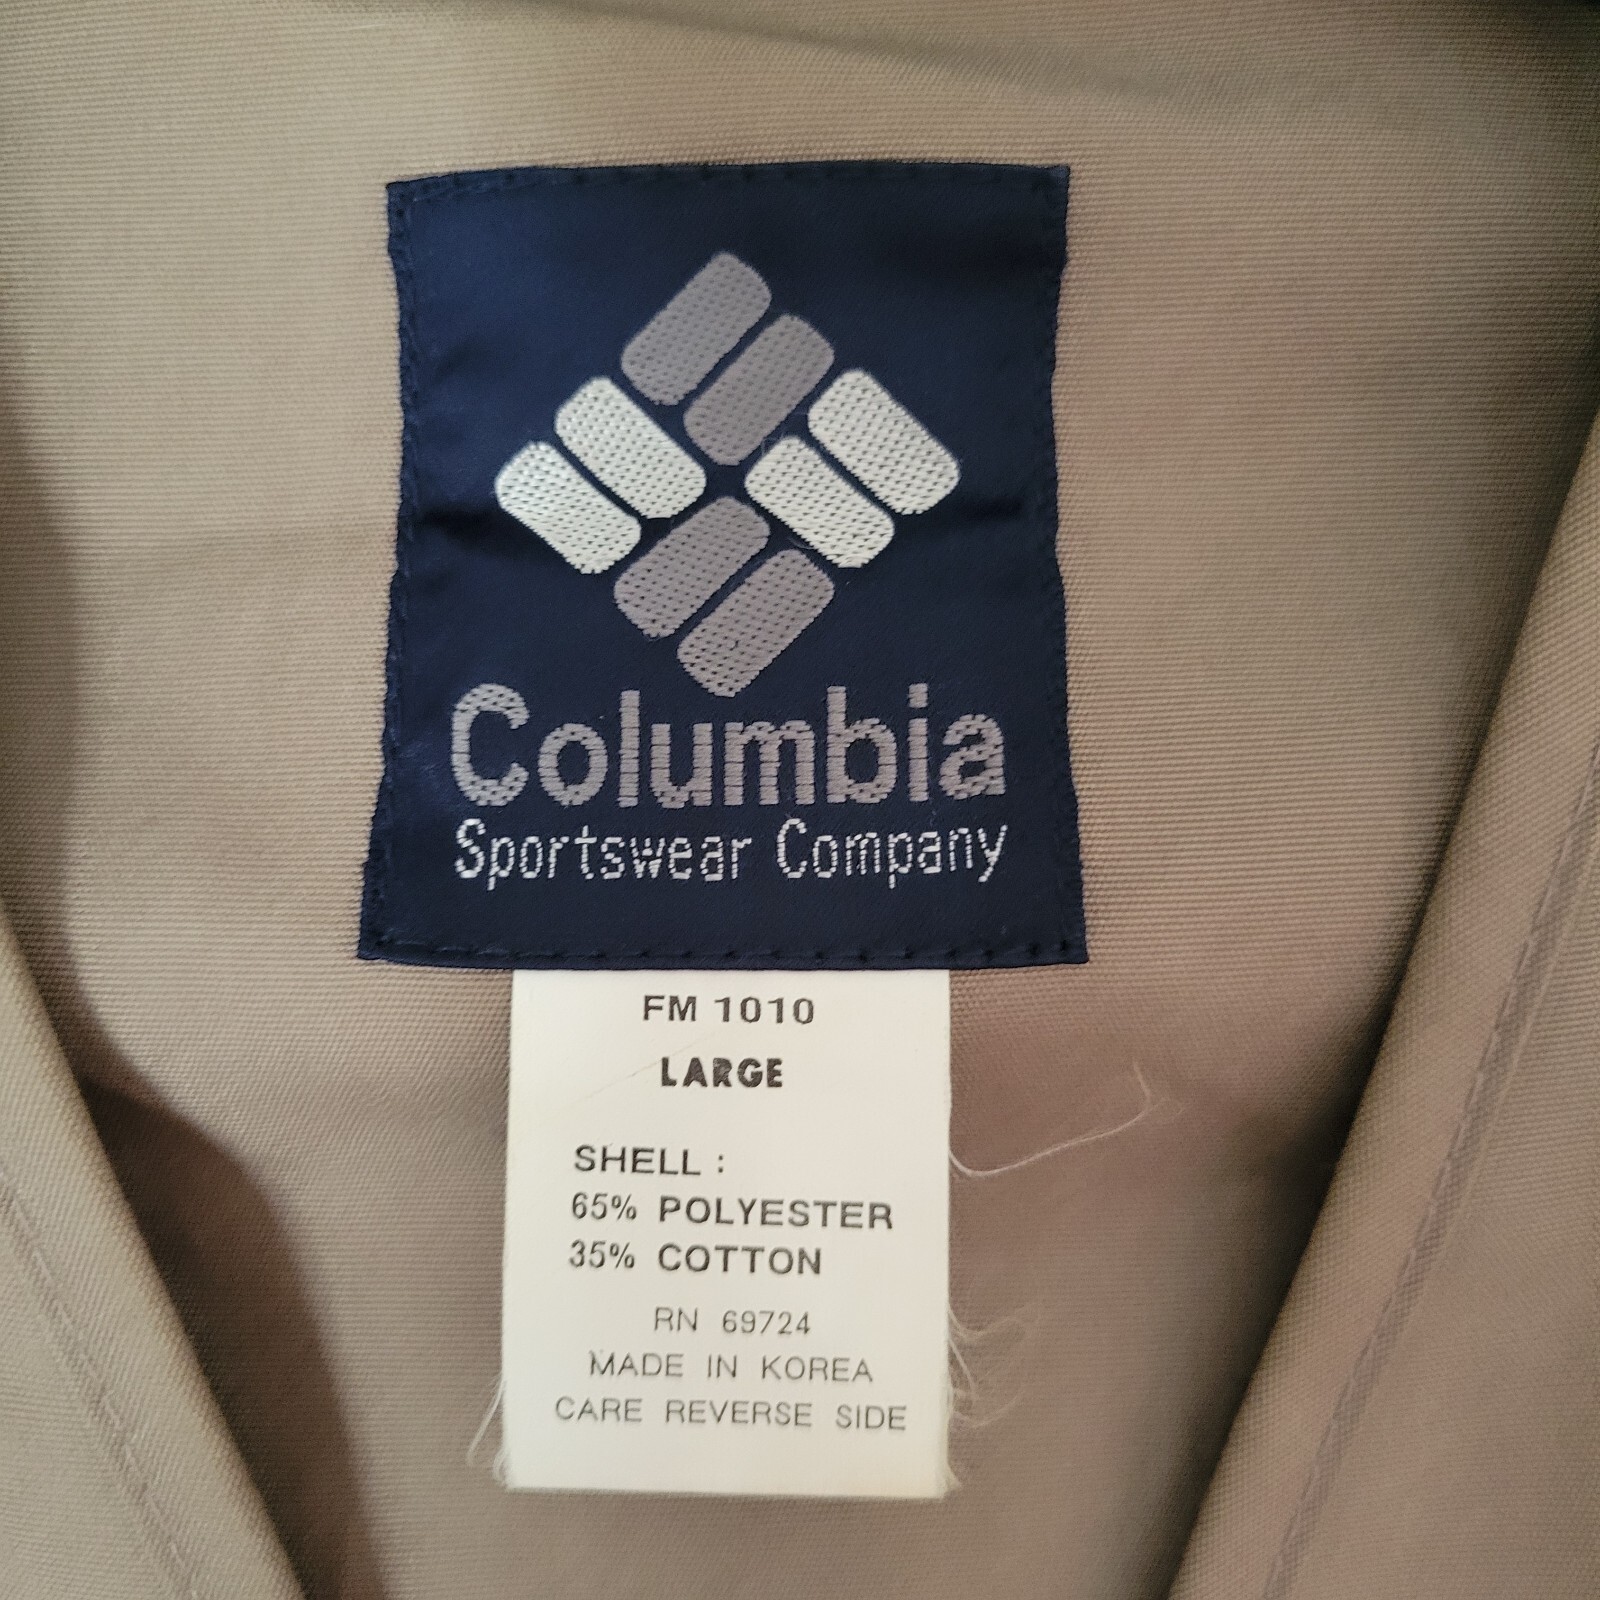 Columbia
Sportswear Company
FM 1010
LARGE
SHELL :
65% POLYESTER
35% COTTON
RN 69724
MADE IN KOREA
CARE REVERSE SIDE